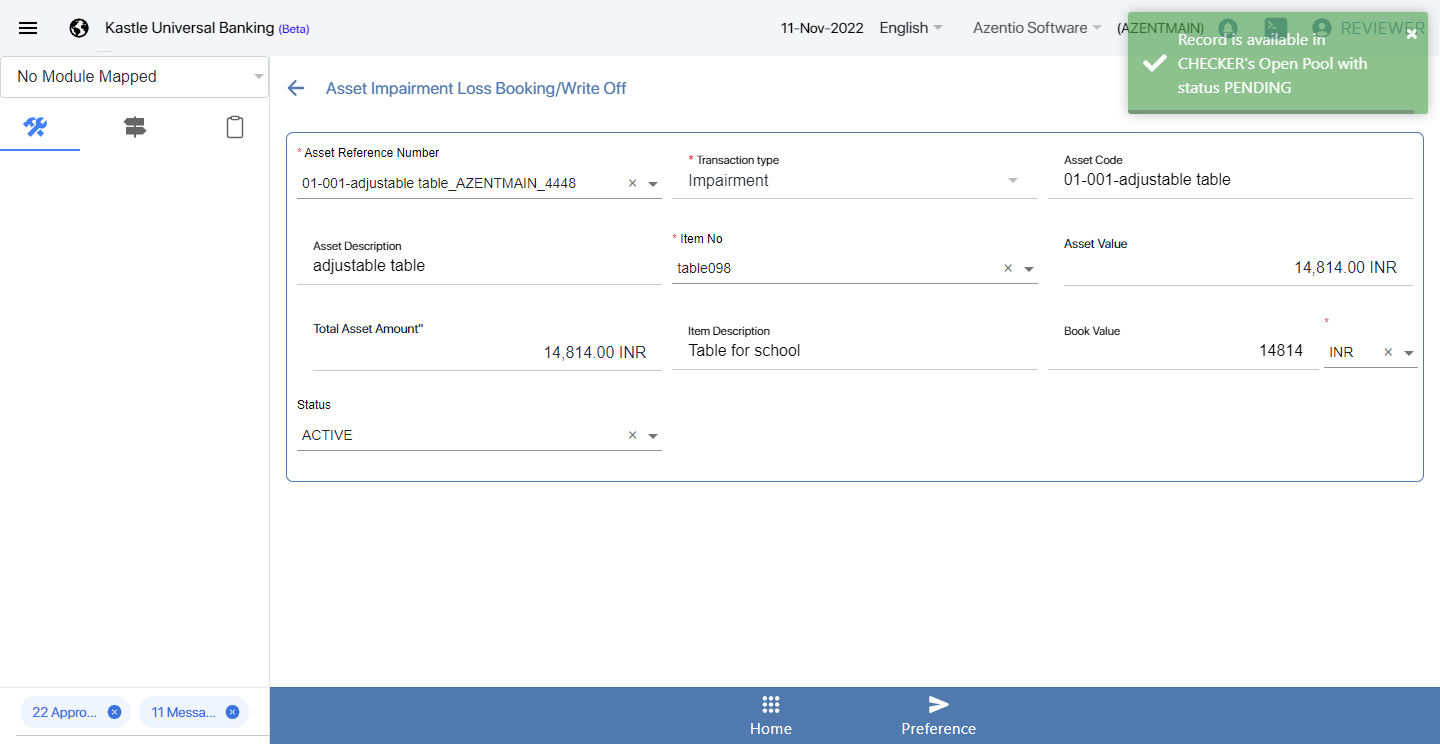 Kastle Universal Banking (Beta)
11-Nov-2022
English
Azentio Software
(AZENTMAIN)
REVIEWER
Record is available in
CHECKER's Open Pool with
status PENDING
No Module Mapped
Asset Impairment Loss Booking/Write Off
* Asset Reference Number
01-001-adjustable table_AZENTMAIN_4448
* Transaction type
Impairment
Asset Code
01-001-adjustable table
Asset Description
adjustable table
* Item No
table098
Asset Value
14,814.00 INR
Total Asset Amount"
14,814.00 INR
Item Description
Table for school
Book Value
14814
*
INR
Status
ACTIVE
22 Appro...
11 Messa...
Home
Preference